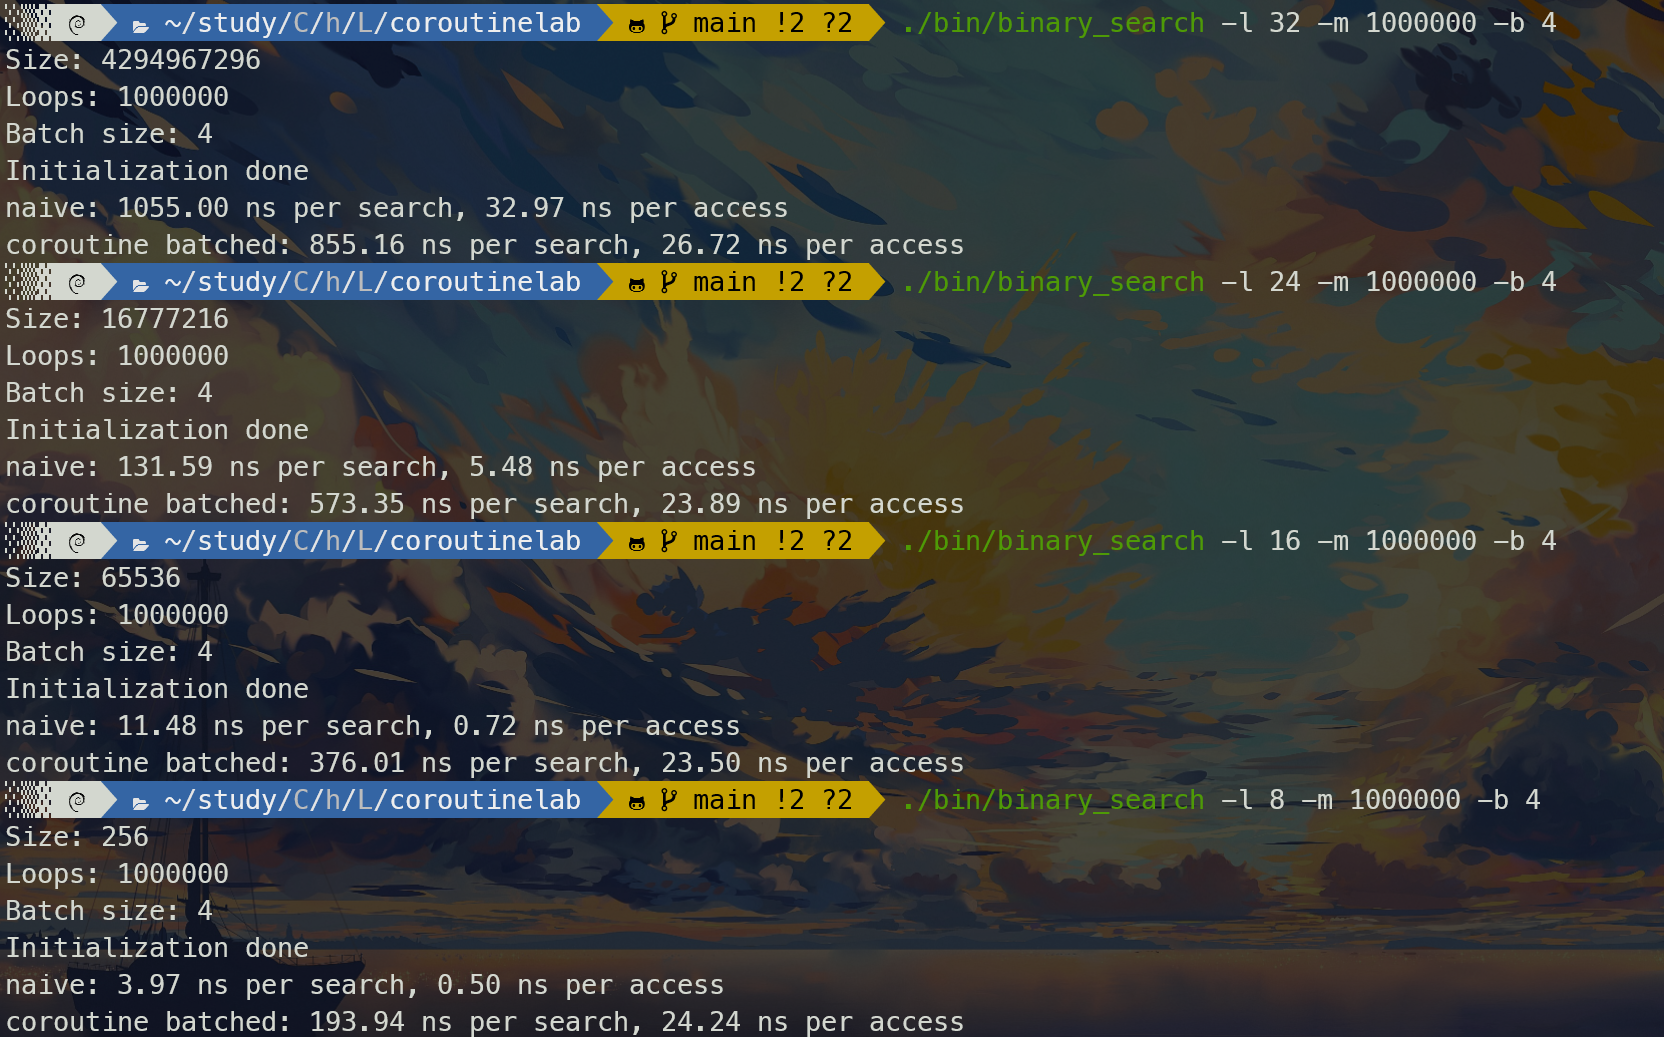 ~/study/C/h/L/coroutinelab main !2 ?2 ./bin/binary_search -l 32 -m 1000000 -b 4
Size: 4294967296
Loops: 1000000
Batch size: 4
Initialization done
naive: 1055.00 ns per search, 32.97 ns per access
coroutine batched: 855.16 ns per search, 26.72 ns per access
~/study/C/h/L/coroutinelab main !2 ?2 ./bin/binary_search -l 24 -m 1000000 -b 4
Size: 16777216
Loops: 1000000
Batch size: 4
Initialization done
naive: 131.59 ns per search, 5.48 ns per access
coroutine batched: 573.35 ns per search, 23.89 ns per access
~/study/C/h/L/coroutinelab main !2 ?2 ./bin/binary_search -l 16 -m 1000000 -b 4
Size: 65536
Loops: 1000000
Batch size: 4
Initialization done
naive: 11.48 ns per search, 0.72 ns per access
coroutine batched: 376.01 ns per search, 23.50 ns per access
~/study/C/h/L/coroutinelab main !2 ?2 ./bin/binary_search -l 8 -m 1000000 -b 4
Size: 256
Loops: 1000000
Batch size: 4
Initialization done
naive: 3.97 ns per search, 0.50 ns per access
coroutine batched: 193.94 ns per search, 24.24 ns per access